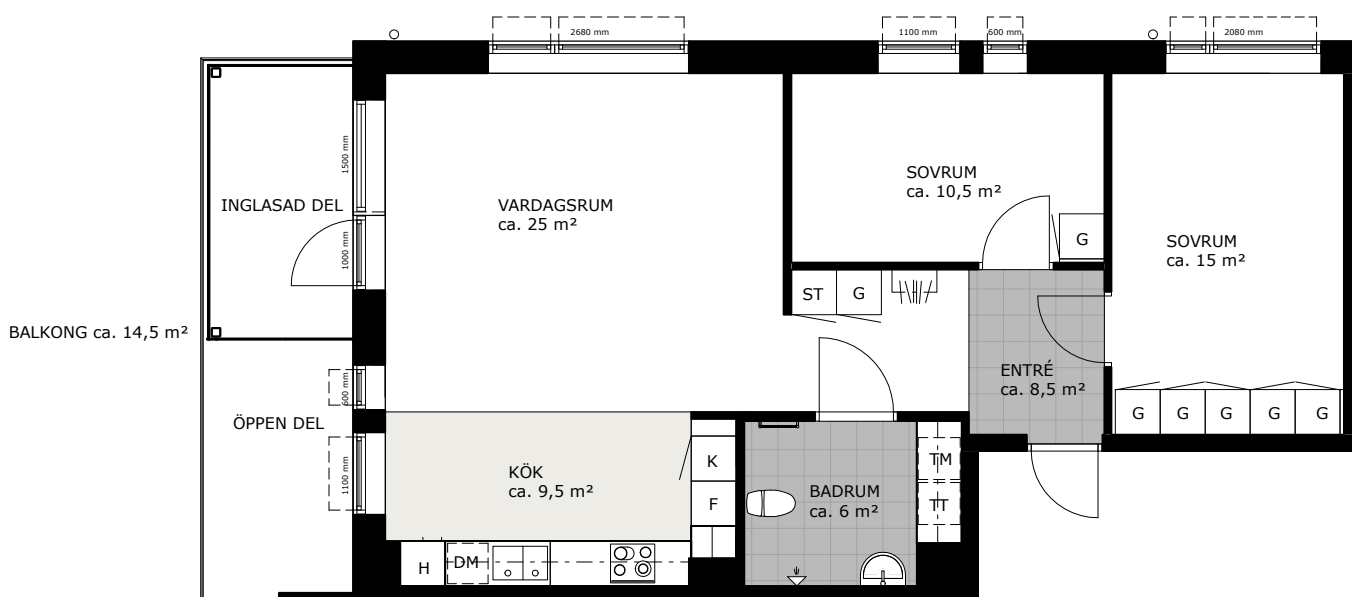 2680 mm
1100 mm
600 mm
2080 mm
1500 mm
INGLASAD DEL
VARDAGSRUM
ca. 25 m²
SOVRUM
ca. 10,5 m²
G
SOVRUM
ca. 15 m²
1000 mm
ST
G
BALKONG ca. 14,5 m²
600 mm
ENTRÉ
ca. 8,5 m²
G
G
G
G
G
ÖPPEN DEL
1100 mm
KÖK
ca. 9,5 m²
K
F
BADRUM
ca. 6 m²
TM
TT
H
DM